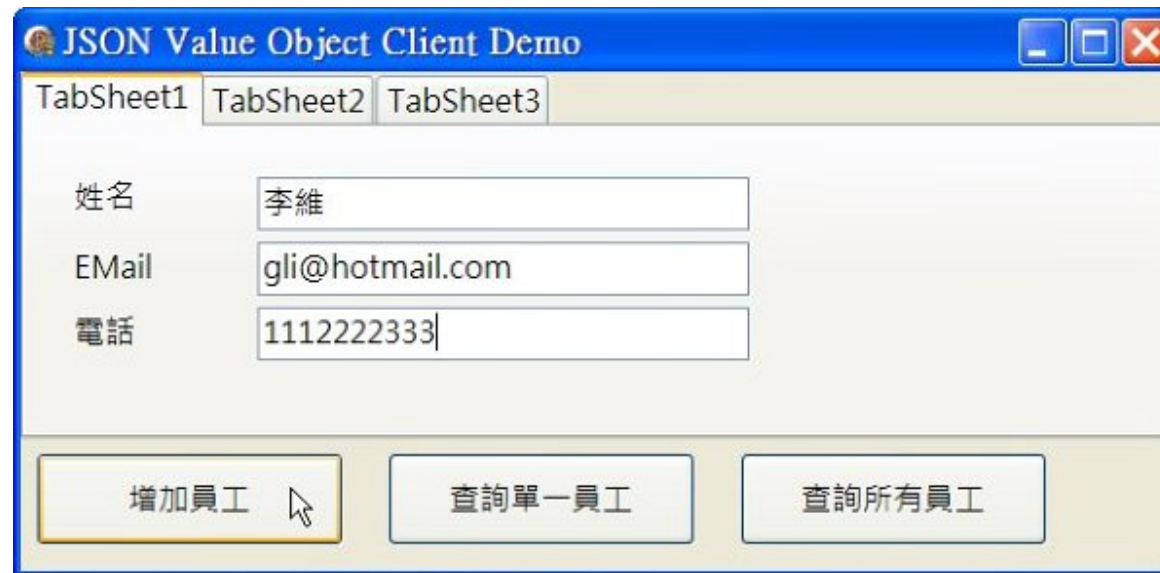 JSON Value Object Client Demo
TabSheet1 TabSheet2 TabSheet3
姓名 李維
EMail gli@hotmail.com
電話 1112222333
增加員工 查詢單一員工 查詢所有員工